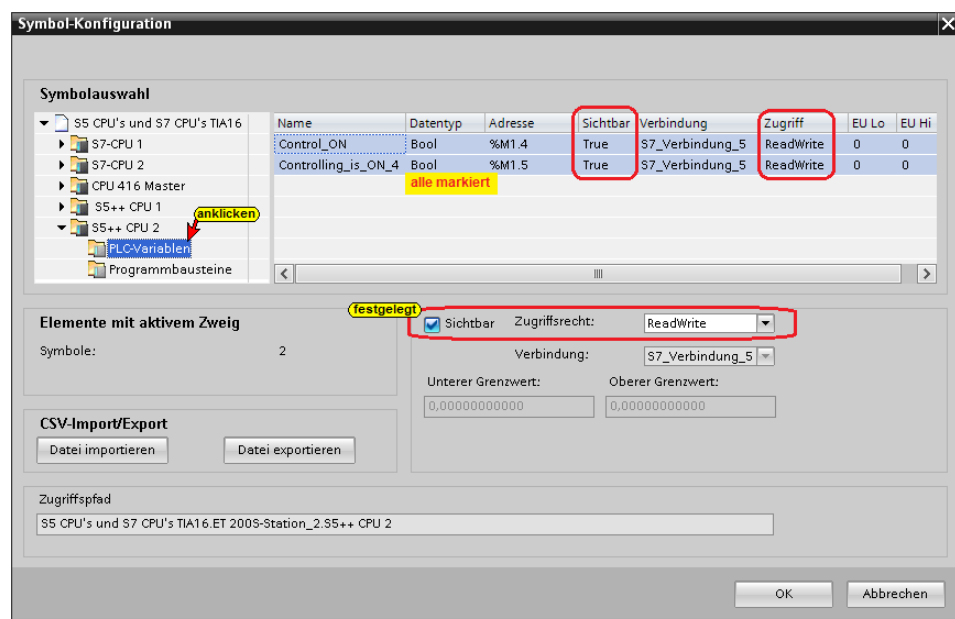 Symbol-Konfiguration
Symbolauswahl
S5 CPU's und S7 CPU's TIA16
S7-CPU 1
S7-CPU 2
CPU 416 Master
S5++ CPU 1
anklicken
S5++ CPU 2
PLC-Variablen
Programmbausteine
Name Datentyp Adresse Sichtbar Verbindung Zugriff EU Lo EU Hi
Control_ON Bool %M1.4 True S7_Verbindung_5 ReadWrite 0 0
Controlling_is_ON_4 Bool %M1.5 True S7_Verbindung_5 ReadWrite 0 0
alle markiert
Elemente mit aktivem Zweig
Symbole: 2
festgelegt
Sichtbar Zugriffsrecht: ReadWrite
Verbindung: S7_Verbindung_5
Unterer Grenzwert: Oberer Grenzwert:
0,00000000000 0,00000000000
CSV-Import/Export
Datei importieren Datei exportieren
Zugriffspfad
S5 CPU's und S7 CPU's TIA16.ET 200S-Station_2.S5++ CPU 2
OK Abbrechen